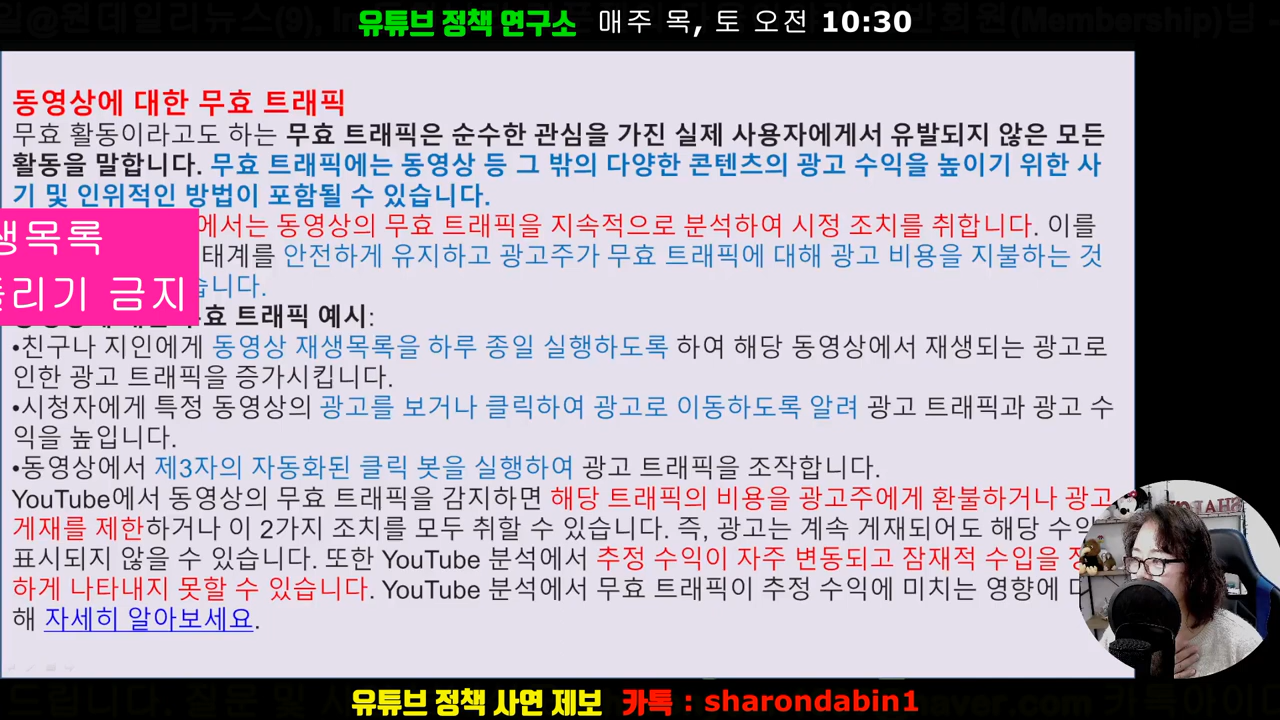 일@원데일리뉴스(9),
유튜브 정책 연구소 매주 목, 토 오전 10:30
(Membership)님
동영상에 대한 무효 트래픽
무효 활동이라고도 하는 무효 트래픽은 순수한 관심을 가진 실제 사용자에게서 유발되지 않은 모든
활동을 말합니다. 무효 트래픽에는 동영상 등 그 밖의 다양한 콘텐츠의 광고 수익을 높이기 위한 사
기 및 인위적인 방법이 포함될 수 있습니다.
에서는 동영상의 무효 트래픽을 지속적으로 분석하여 시정 조치를 취합니다. 이를
생목록
태계를 안전하게 유지하고 광고주가 무효 트래픽에 대해 광고 비용을 지불하는 것
돌리기 금지
습니다.
무효 트래픽 예시:
•친구나 지인에게 동영상 재생목록을 하루 종일 실행하도록 하여 해당 동영상에서 재생되는 광고로
인한 광고 트래픽을 증가시킵니다.
•시청자에게 특정 동영상의 광고를 보거나 클릭하여 광고로 이동하도록 알려 광고 트래픽과 광고 수
익을 높입니다.
•동영상에서 제3자의 자동화된 클릭 봇을 실행하여 광고 트래픽을 조작합니다.
YouTube에서 동영상의 무효 트래픽을 감지하면 해당 트래픽의 비용을 광고주에게 환불하거나 광고
게재를 제한하거나 이 2가지 조치를 모두 취할 수 있습니다. 즉, 광고는 계속 게재되어도 해당 수익
표시되지 않을 수 있습니다. 또한 YouTube 분석에서 추정 수익이 자주 변동되고 잠재적 수입을 정
하게 나타내지 못할 수 있습니다. YouTube 분석에서 무효 트래픽이 추정 수익에 미치는 영향에 대
해 자세히 알아보세요.
유튜브 정책 사연 제보 카톡 : sharondabin1